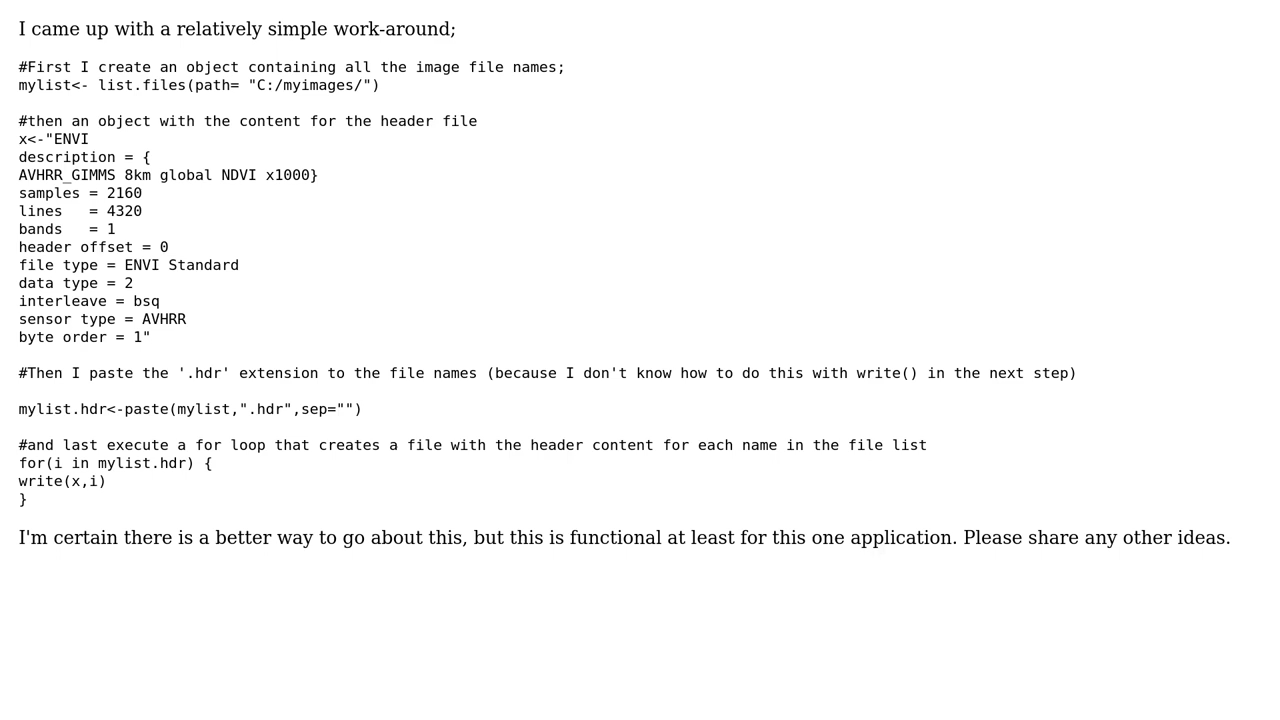 I came up with a relatively simple work-around;
#First I create an object containing all the image file names;
mylist<- list.files(path= "C:/myimages/")
#then an object with the content for the header file
x<-"ENVI
description = {
AVHRR_GIMMS 8km global NDVI x1000}
samples = 2160
lines   = 4320
bands   = 1
header offset = 0
file type = ENVI Standard
data type = 2
interleave = bsq
sensor type = AVHRR
byte order = 1"
#Then I paste the '.hdr' extension to the file names (because I don't know how to do this with write() in the next step)
mylist.hdr<-paste(mylist,".hdr",sep="")
#and last execute a for loop that creates a file with the header content for each name in the file list
for(i in mylist.hdr) {
write(x,i)
}
I'm certain there is a better way to go about this, but this is functional at least for this one application. Please share any other ideas.